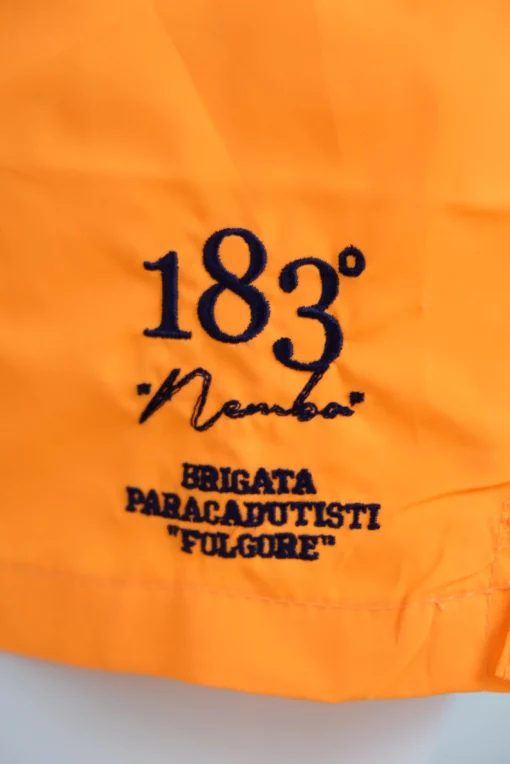 183°
"Nembo"
BRIGATA
PARACADUTISTI
"FOLGORE"